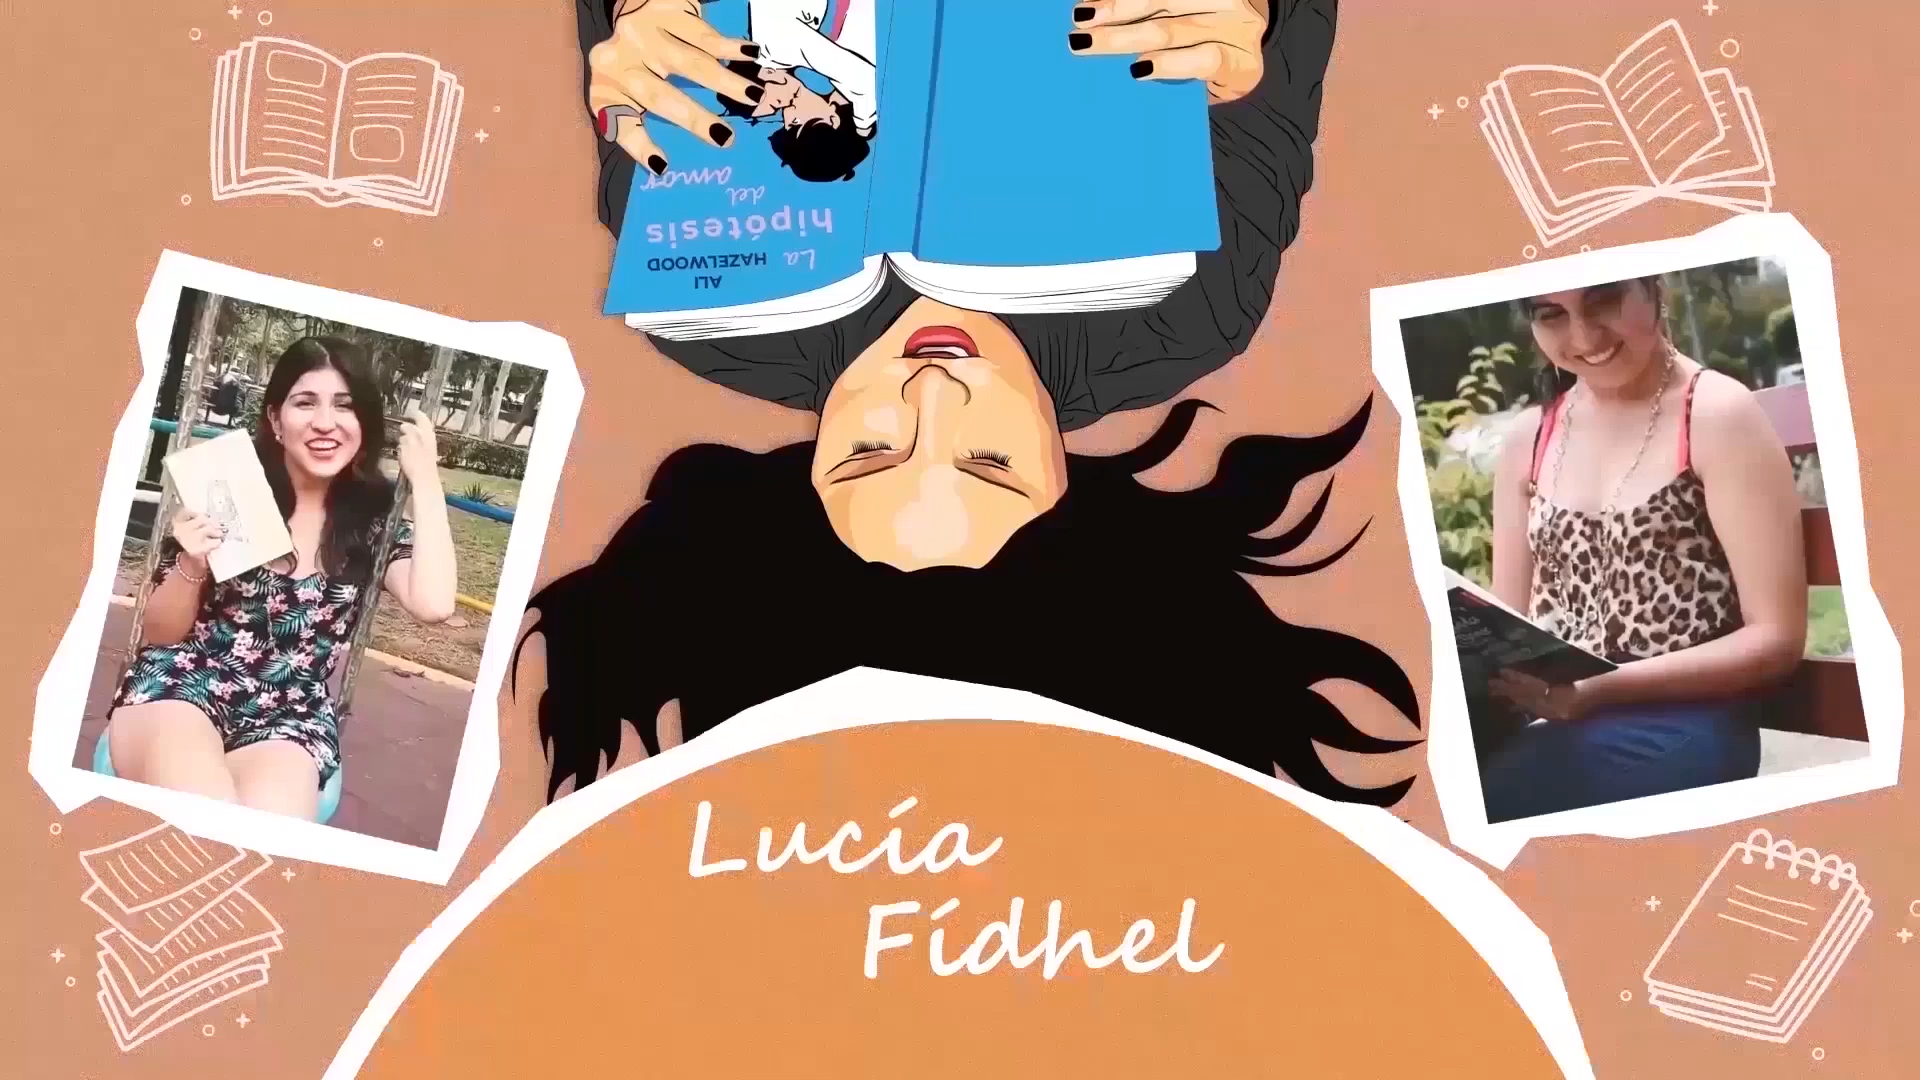 ALI
HAZELWOOD
La
hipótesis
del
amor
Lucía
Fídhel